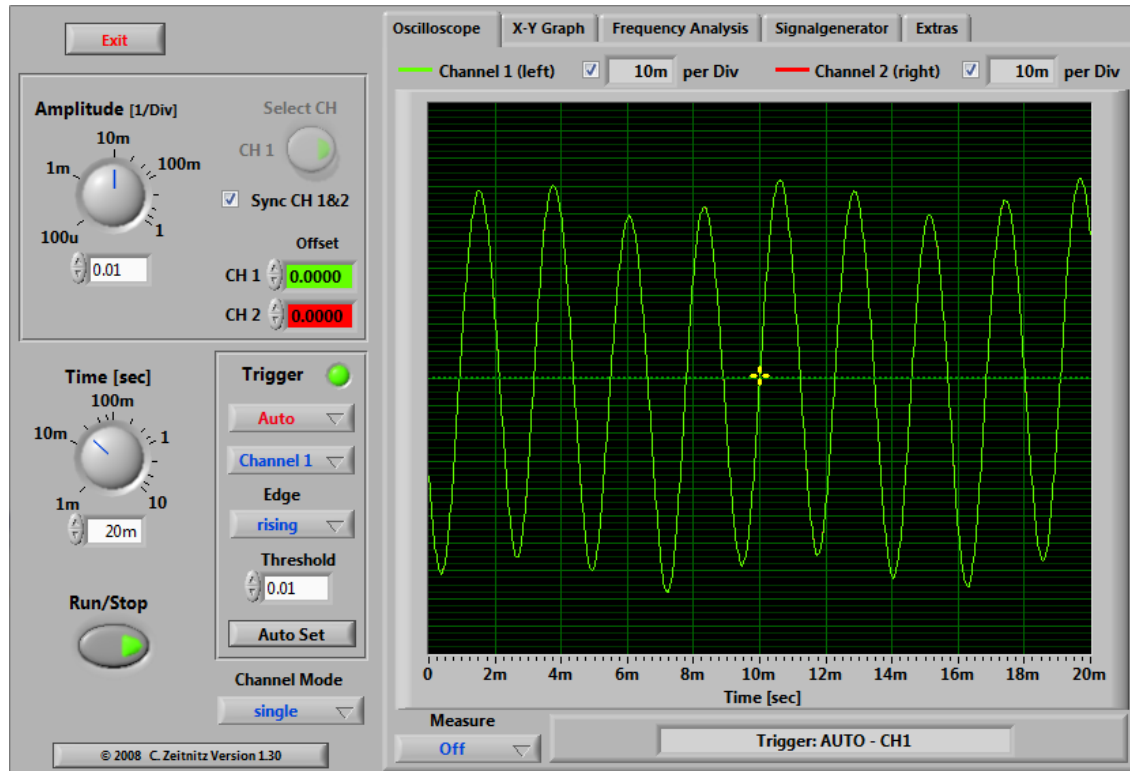 Exit
Oscilloscope X-Y Graph Frequency Analysis Signalgenerator Extras
Channel 1 (left) 10m per Div Channel 2 (right) 10m per Div
Amplitude [1/Div]
Select CH
10m
1m
100m
CH 1
Sync CH 1&2
100u
1
0.01
Offset
CH 1 0.0000
CH 2 0.0000
Time [sec]
100m
10m
1
1m
10
20m
Run/Stop
Trigger
Auto
Channel 1
Edge
rising
Threshold
0.01
Auto Set
Channel Mode
single
© 2008 C. Zeitnitz Version 1.30
0 2m 4m 6m 8m 10m 12m 14m 16m 18m 20m
Time [sec]
Measure
Off
Trigger: AUTO - CH1